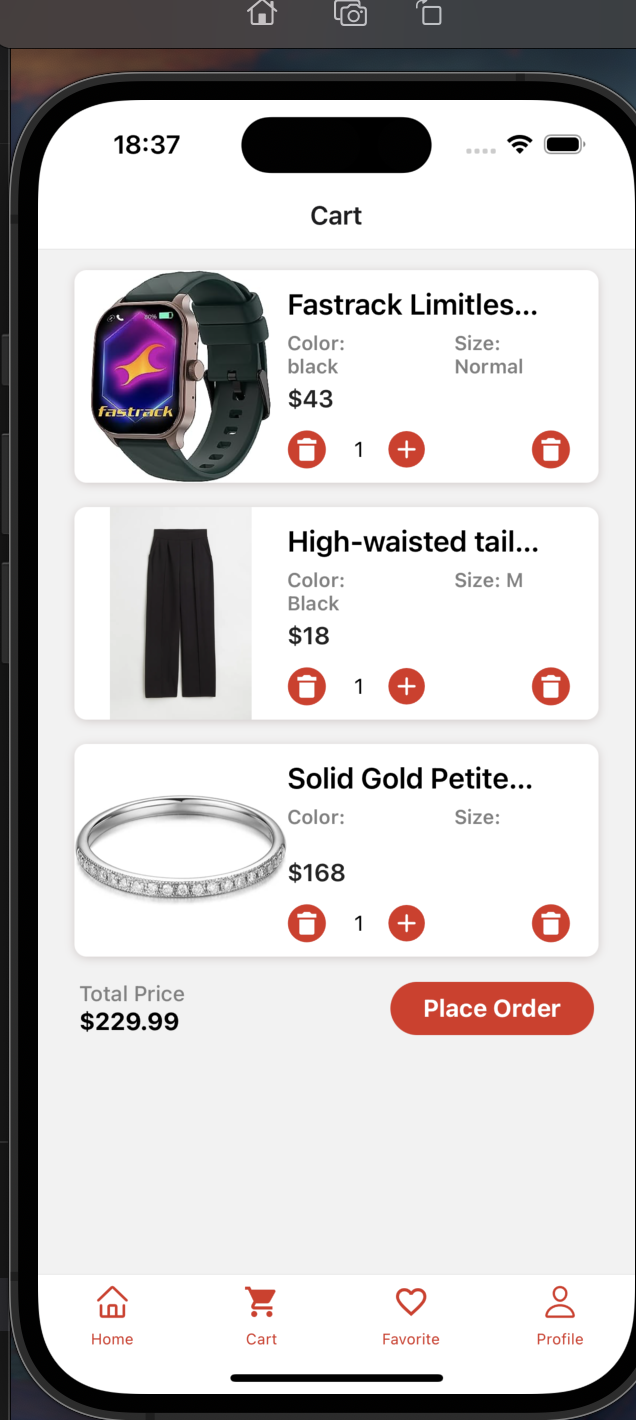 18:37
Cart
90%
fastrack
Fastrack Limitles...
Color: black
Size: Normal
$43
1
High-waisted tail...
Color: Black
Size: M
$18
1
Solid Gold Petite...
Color:
Size:
$168
1
Total Price
$229.99
Place Order
Home
Cart
Favorite
Profile